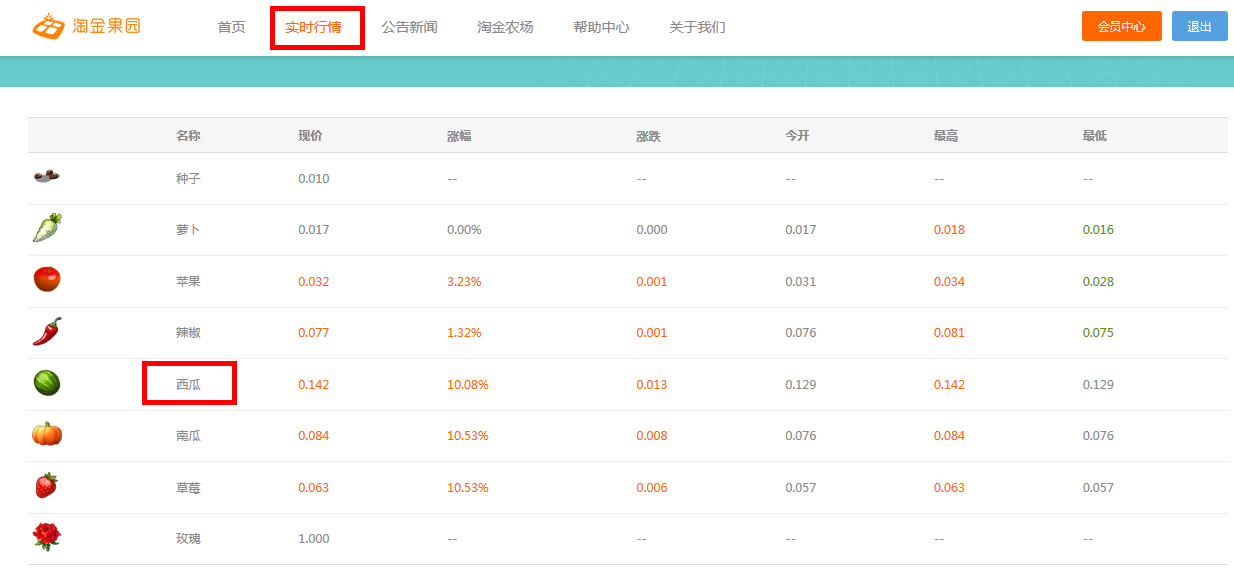 淘金果园 首页 实时行情 公告新闻 淘金农场 帮助中心 关于我们 会员中心 退出
名称 现价 涨幅 涨跌 今开 最高 最低
种子 0.010 -- -- -- -- --
萝卜 0.017 0.00% 0.000 0.017 0.018 0.016
苹果 0.032 3.23% 0.001 0.031 0.034 0.028
辣椒 0.077 1.32% 0.001 0.076 0.081 0.075
西瓜 0.142 10.08% 0.013 0.129 0.142 0.129
南瓜 0.084 10.53% 0.008 0.076 0.084 0.076
草莓 0.063 10.53% 0.006 0.057 0.063 0.057
玫瑰 1.000 -- -- -- -- --